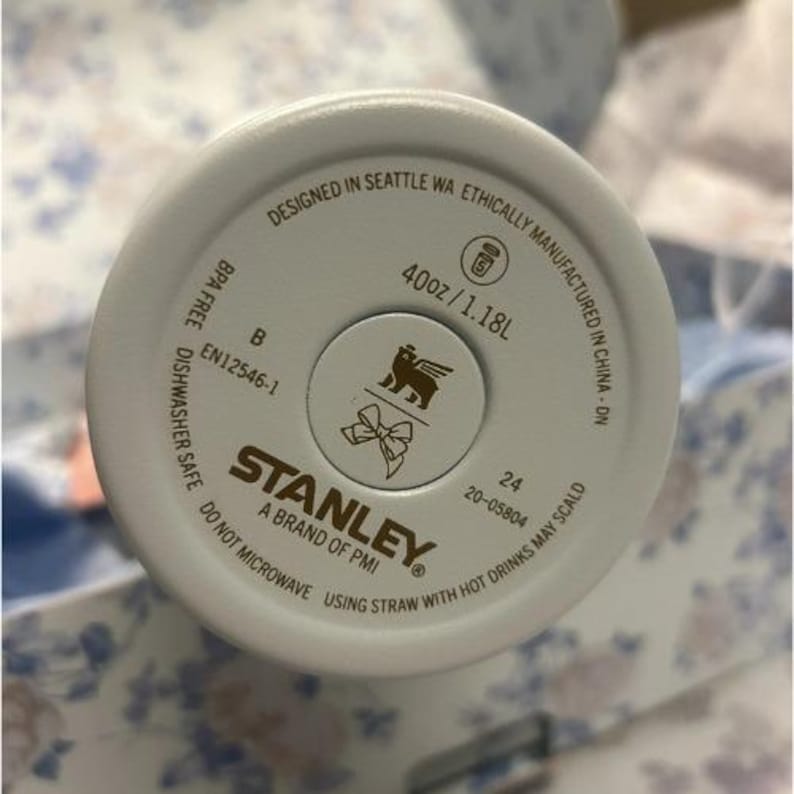 DESIGNED IN SEATTLE WA ETHICALLY MANUFACTURED IN CHINA • DN
40oz/1.18L
BPA FREE
B
EN12546-1
DISHWASHER SAFE
24
20-05804
STANLEY®
A BRAND OF PMI
DO NOT MICROWAVE
USING STRAW WITH HOT DRINKS MAY SCALD